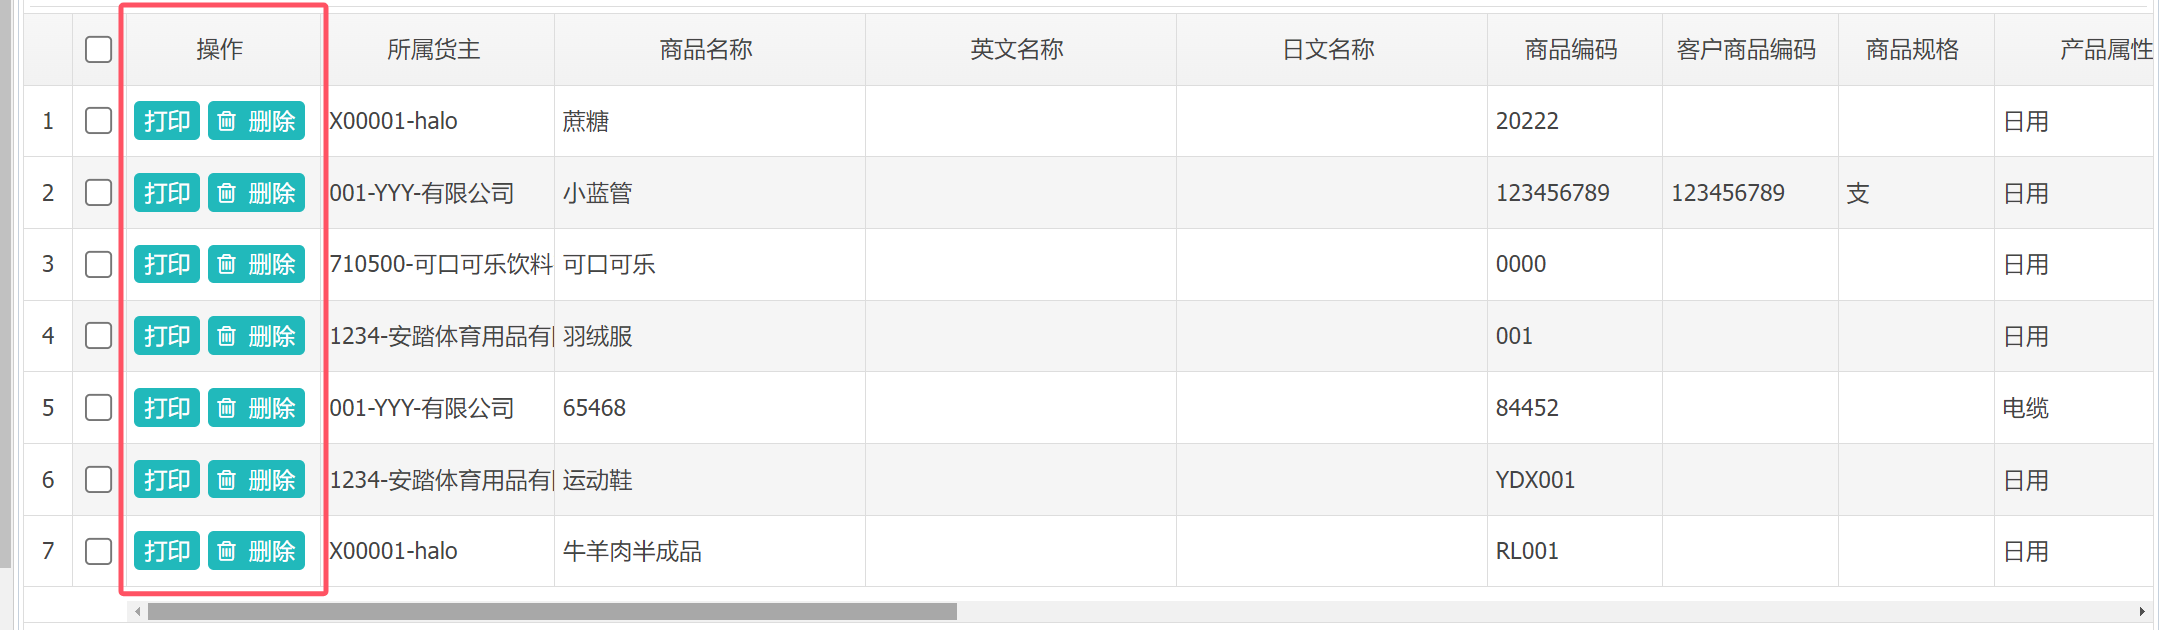 操作 所属货主 商品名称 英文名称 日文名称 商品编码 客户商品编码 商品规格 产品属性
1 打印 删除 X00001-halo 蔗糖 20222 日用
2 打印 删除 001-YYY-有限公司 小蓝管 123456789 123456789 支 日用
3 打印 删除 710500-可口可乐饮料 可口可乐 0000 日用
4 打印 删除 1234-安踏体育用品有 羽绒服 001 日用
5 打印 删除 001-YYY-有限公司 65468 84452 电缆
6 打印 删除 1234-安踏体育用品有 运动鞋 YDX001 日用
7 打印 删除 X00001-halo 牛羊肉半成品 RL001 日用